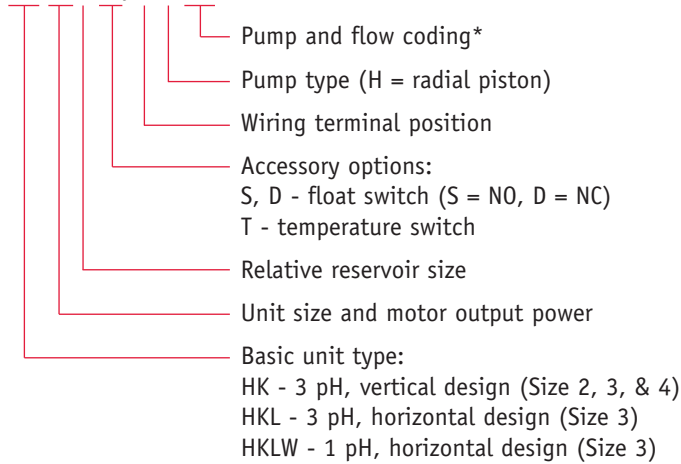 Pump and flow coding*
Pump type (H = radial piston)
Wiring terminal position
Accessory options:
S, D - float switch (S = NO, D = NC)
T - temperature switch
Relative reservoir size
Unit size and motor output power
Basic unit type:
HK - 3 pH, vertical design (Size 2, 3, & 4)
HKL - 3 pH, horizontal design (Size 3)
HKLW - 1 pH, horizontal design (Size 3)